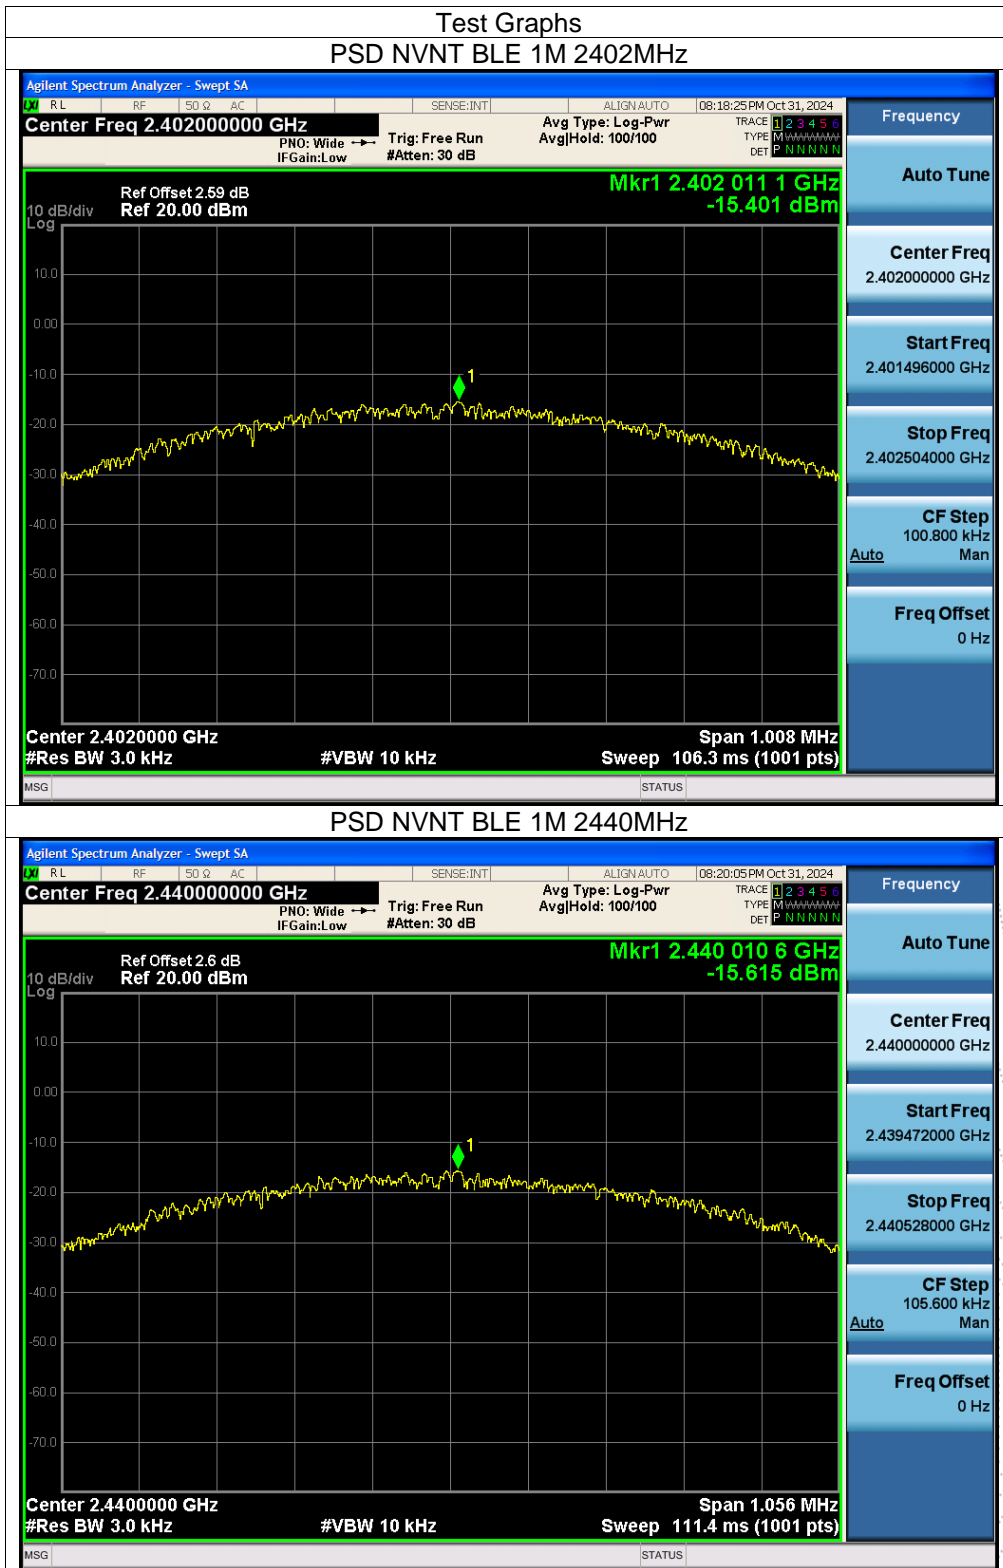 Test Graphs
PSD NVNT BLE 1M 2402MHz
Agilent Spectrum Analyzer - Swept SA
LXI RL RF 50 Ω AC SENSE:INT ALIGN AUTO 08:18:25 PM Oct 31, 2024
Center Freq 2.402000000 GHz
PNO: Wide
IFGain:Low
Trig: Free Run
#Atten: 30 dB
Avg Type: Log-Pwr
Avg|Hold: 100/100
TRACE 1 2 3 4 5 6
TYPE MWWWWW
DET P N N N N N
Frequency
Mkr1 2.402 011 1 GHz
-15.401 dBm
Ref Offset 2.59 dB
10 dB/div Ref 20.00 dBm
Log
10.0
0.00
-10.0
-20.0
-30.0
-40.0
-50.0
-60.0
-70.0
1
Center 2.4020000 GHz Span 1.008 MHz
#Res BW 3.0 kHz #VBW 10 kHz Sweep 106.3 ms (1001 pts)
Auto Tune
Center Freq
2.402000000 GHz
Start Freq
2.401496000 GHz
Stop Freq
2.402504000 GHz
CF Step
100.800 kHz
Auto Man
Freq Offset
0 Hz
MSG STATUS
PSD NVNT BLE 1M 2440MHz
Agilent Spectrum Analyzer - Swept SA
LXI RL RF 50 Ω AC SENSE:INT ALIGN AUTO 08:20:05 PM Oct 31, 2024
Center Freq 2.440000000 GHz
PNO: Wide
IFGain:Low
Trig: Free Run
#Atten: 30 dB
Avg Type: Log-Pwr
Avg|Hold: 100/100
TRACE 1 2 3 4 5 6
TYPE MWWWWW
DET P N N N N N
Frequency
Mkr1 2.440 010 6 GHz
-15.615 dBm
Ref Offset 2.6 dB
10 dB/div Ref 20.00 dBm
Log
10.0
0.00
-10.0
-20.0
-30.0
-40.0
-50.0
-60.0
-70.0
1
Center 2.4400000 GHz Span 1.056 MHz
#Res BW 3.0 kHz #VBW 10 kHz Sweep 111.4 ms (1001 pts)
Auto Tune
Center Freq
2.440000000 GHz
Start Freq
2.439472000 GHz
Stop Freq
2.440528000 GHz
CF Step
105.600 kHz
Auto Man
Freq Offset
0 Hz
MSG STATUS